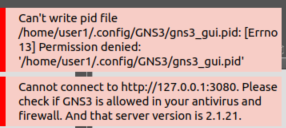 Can't write pid file
/home/user1/.config/GNS3/gns3_gui.pid: [Errno
13] Permission denied:
'/home/user1/.config/GNS3/gns3_gui.pid'
Cannot connect to http://127.0.0.1:3080. Please
check if GNS3 is allowed in your antivirus and
firewall. And that server version is 2.1.21.